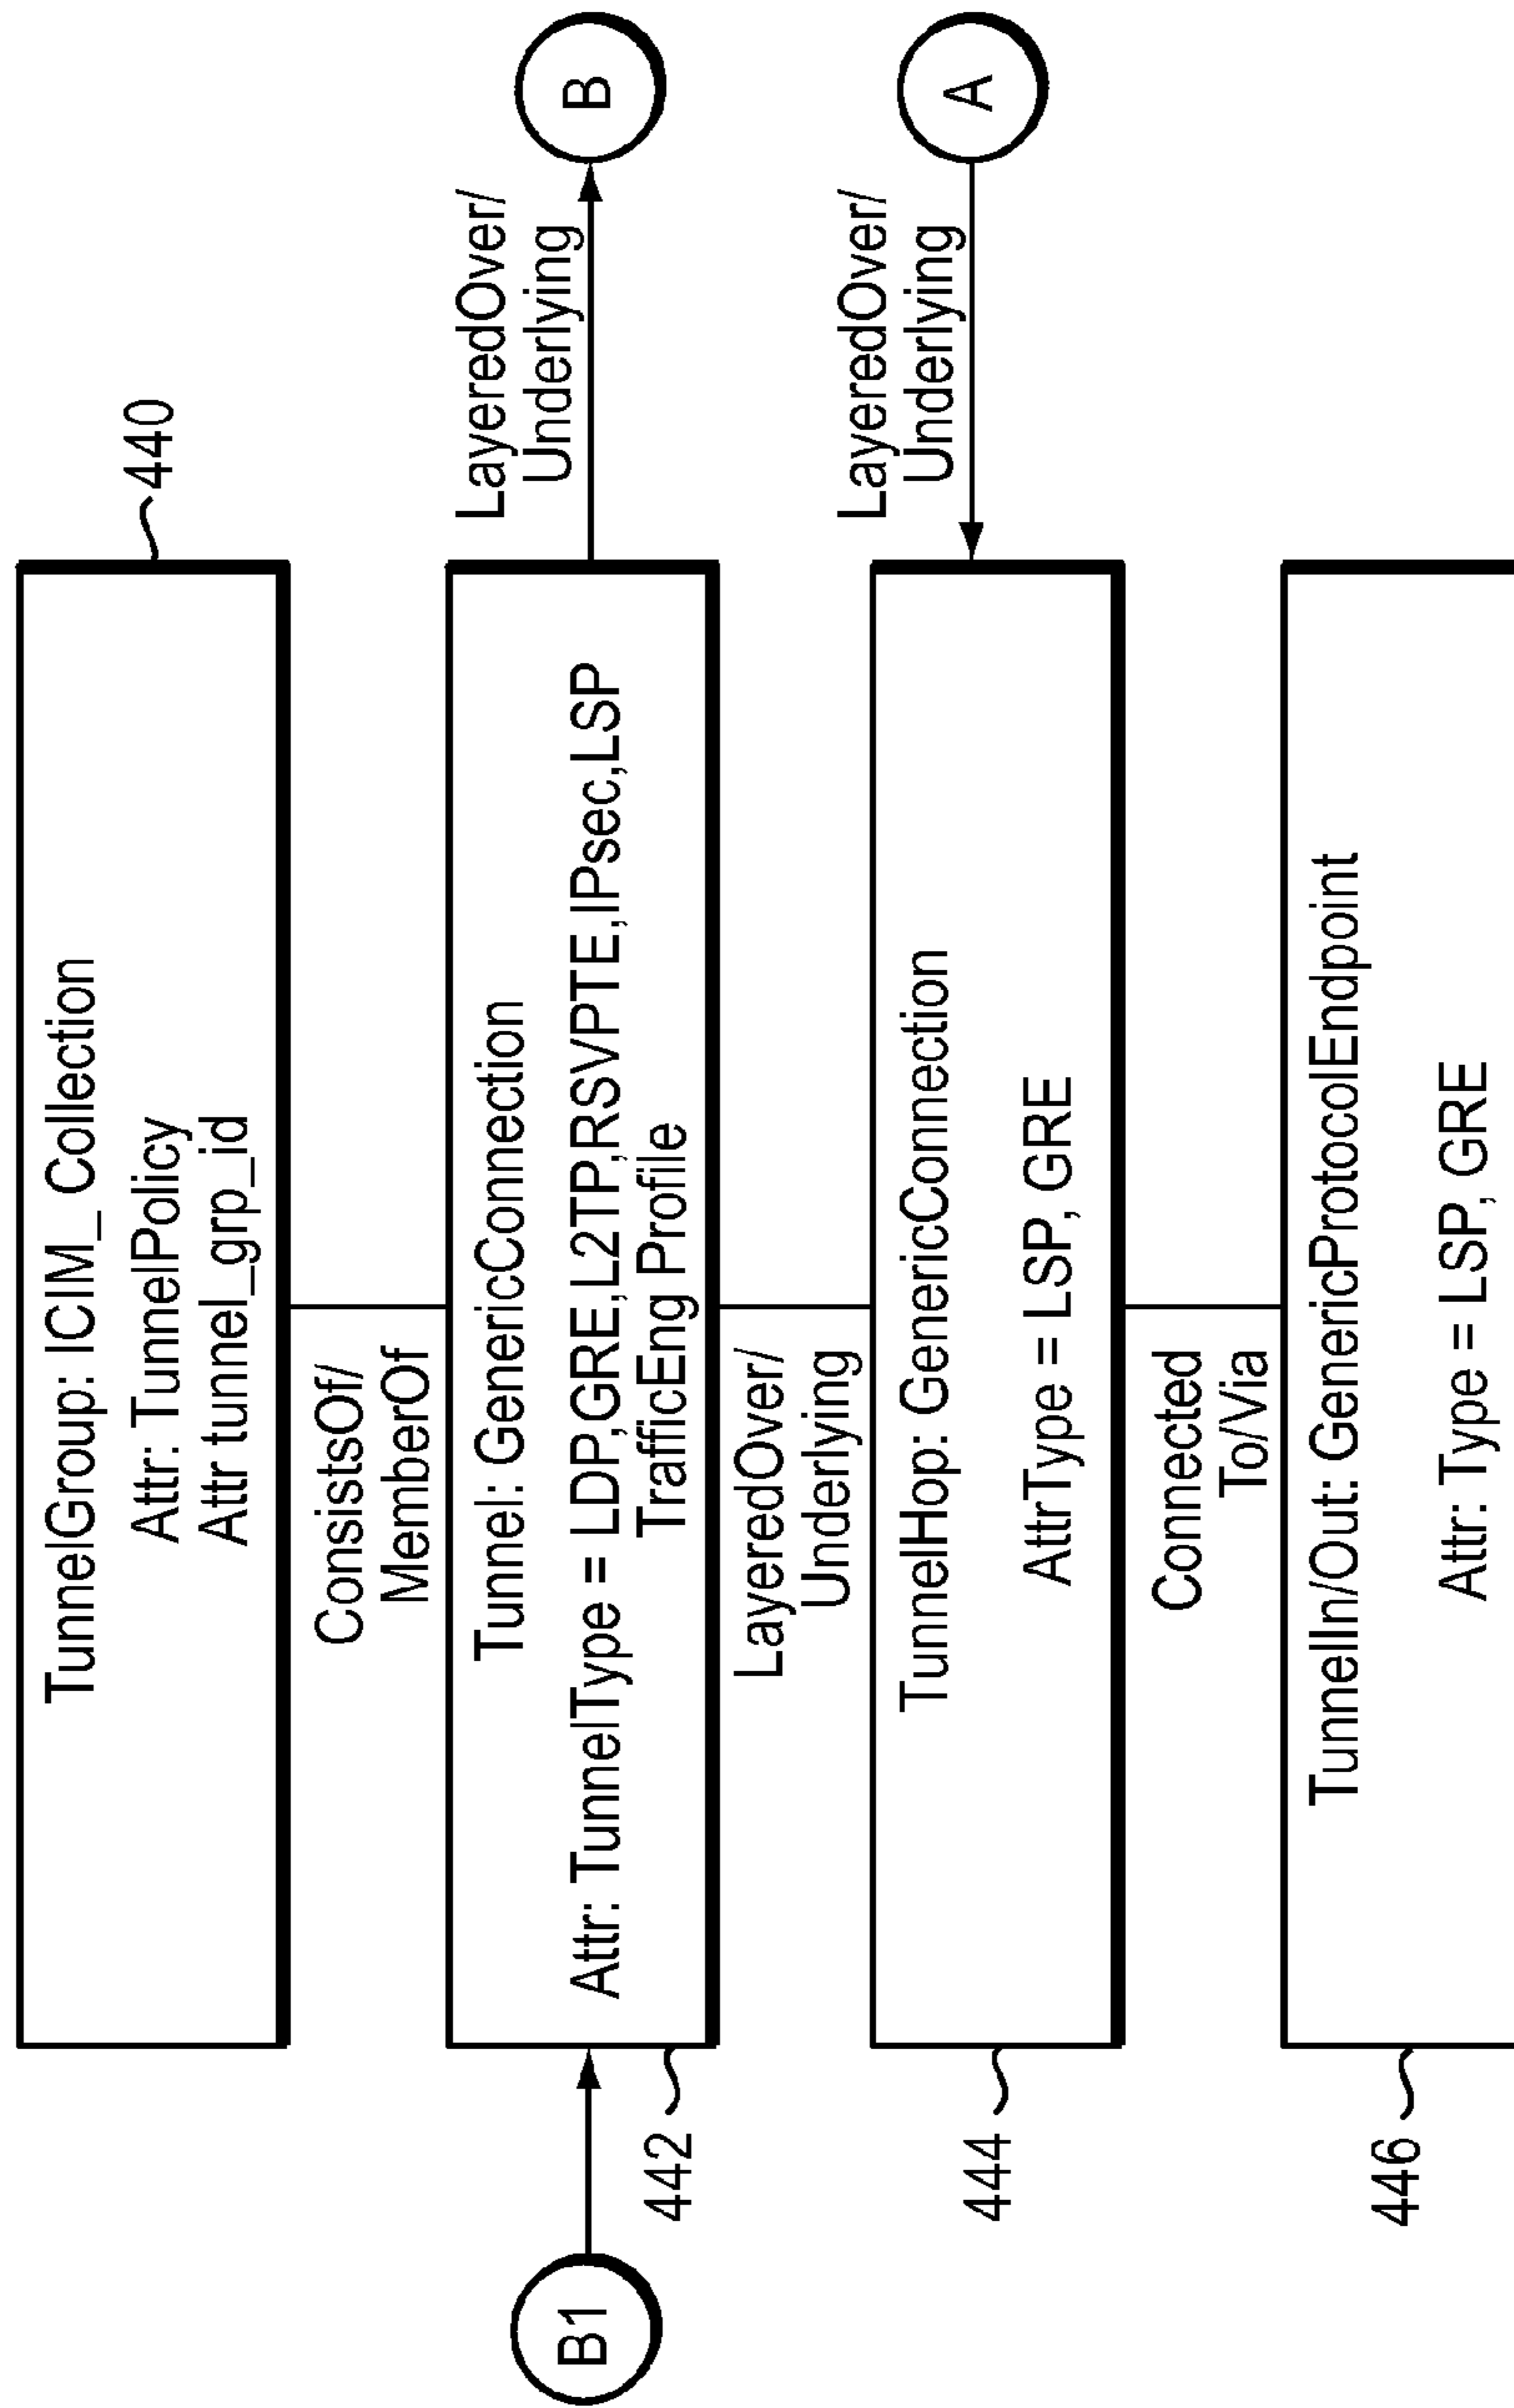 TunnelGroup: ICIM_Collection
Attr: TunnelPolicy
Attr tunnel_grp_id
440
ConsistsOf/
MemberOf
B1
Tunnel: GenericConnection
Attr: TunnelType = LDP,GRE,L2TP,RSVPTE,IPsec,LSP
TrafficEng Profile
442
LayeredOver/
Underlying
B
LayeredOver/
Underlying
TunnelHop: GenericConnection
AttrType = LSP, GRE
444
LayeredOver/
Underlying
A
Connected
To/Via
TunnelIn/Out: GenericProtocolEndpoint
Attr: Type = LSP, GRE
446